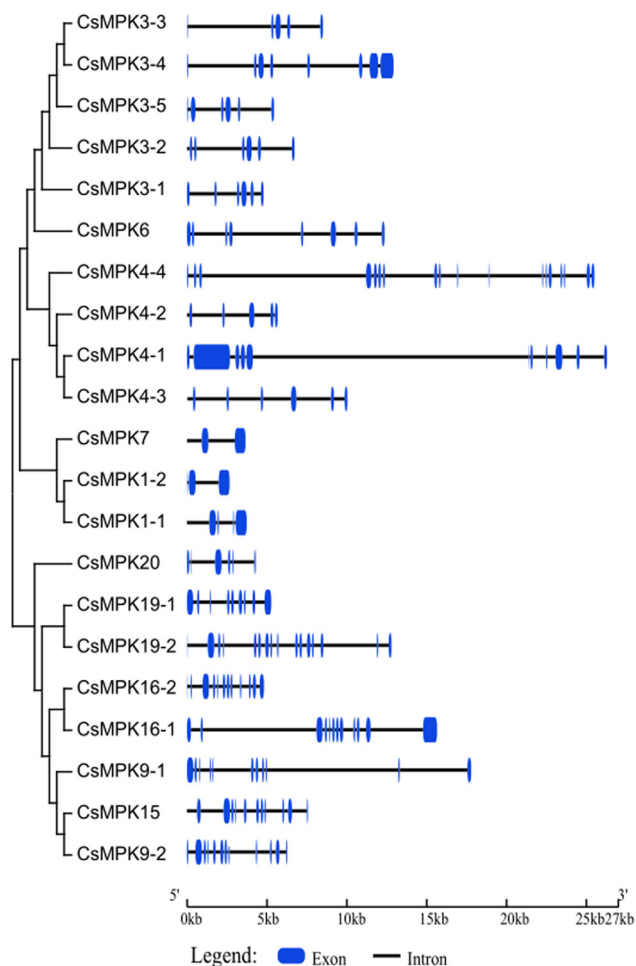 CsMPK3-3
CsMPK3-4
CsMPK3-5
CsMPK3-2
CsMPK3-1
CsMPK6
CsMPK4-4
CsMPK4-2
CsMPK4-1
CsMPK4-3
CsMPK7
CsMPK1-2
CsMPK1-1
CsMPK20
CsMPK19-1
CsMPK19-2
CsMPK16-2
CsMPK16-1
CsMPK9-1
CsMPK15
CsMPK9-2
5' 3'
0kb 5kb 10kb 15kb 20kb 25kb 27kb
Legend: Exon Intron